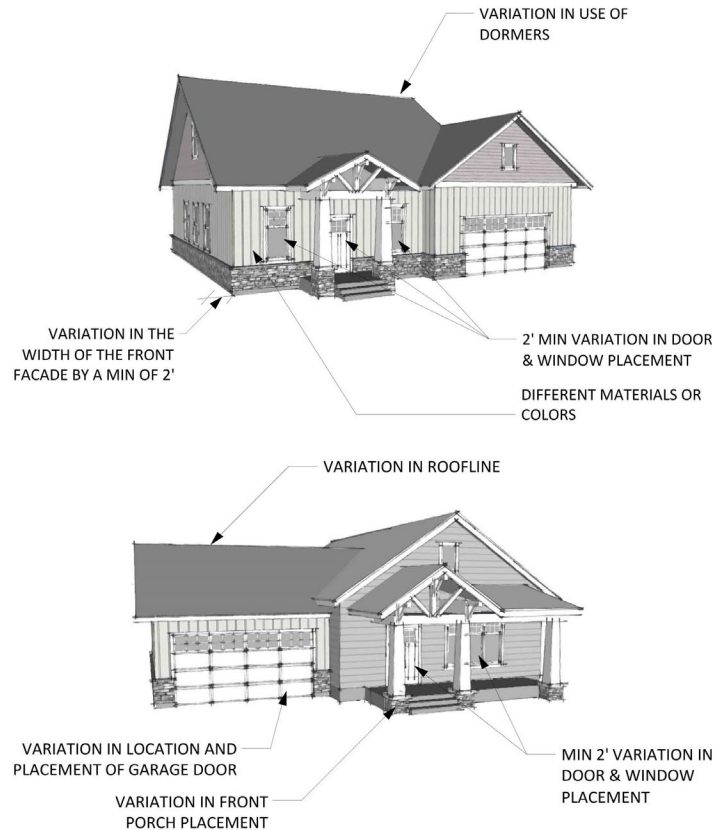 VARIATION IN USE OF
DORMERS
VARIATION IN THE
WIDTH OF THE FRONT
FACADE BY A MIN OF 2'
2' MIN VARIATION IN DOOR
& WINDOW PLACEMENT
DIFFERENT MATERIALS OR
COLORS
VARIATION IN ROOFLINE
VARIATION IN LOCATION AND
PLACEMENT OF GARAGE DOOR
VARIATION IN FRONT
PORCH PLACEMENT
MIN 2' VARIATION IN
DOOR & WINDOW
PLACEMENT